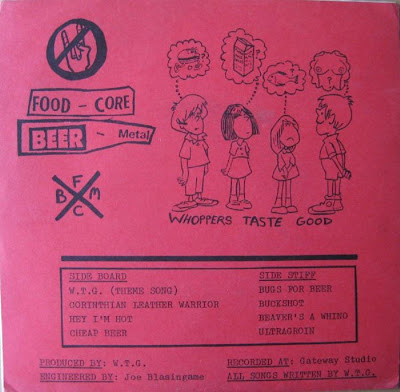 FOOD - CORE
BEER - Metal
F
B M
C
WHOPPERS TASTE GOOD
SIDE BOARD
W.T.G. (THEME SONG)
CORINTHIAN LEATHER WARRIOR
HEY I'M HOT
CHEAP BEER
SIDE STIFF
BUGS FOR BEER
BUCKSHOT
BEAVER'S A WHINO
ULTRAGROIN
PRODUCED BY: W.T.G.
ENGINEERED BY: Joe Blasingame
RECORDED AT: Gateway Studio
ALL SONGS WRITTEN BY W.T.G.